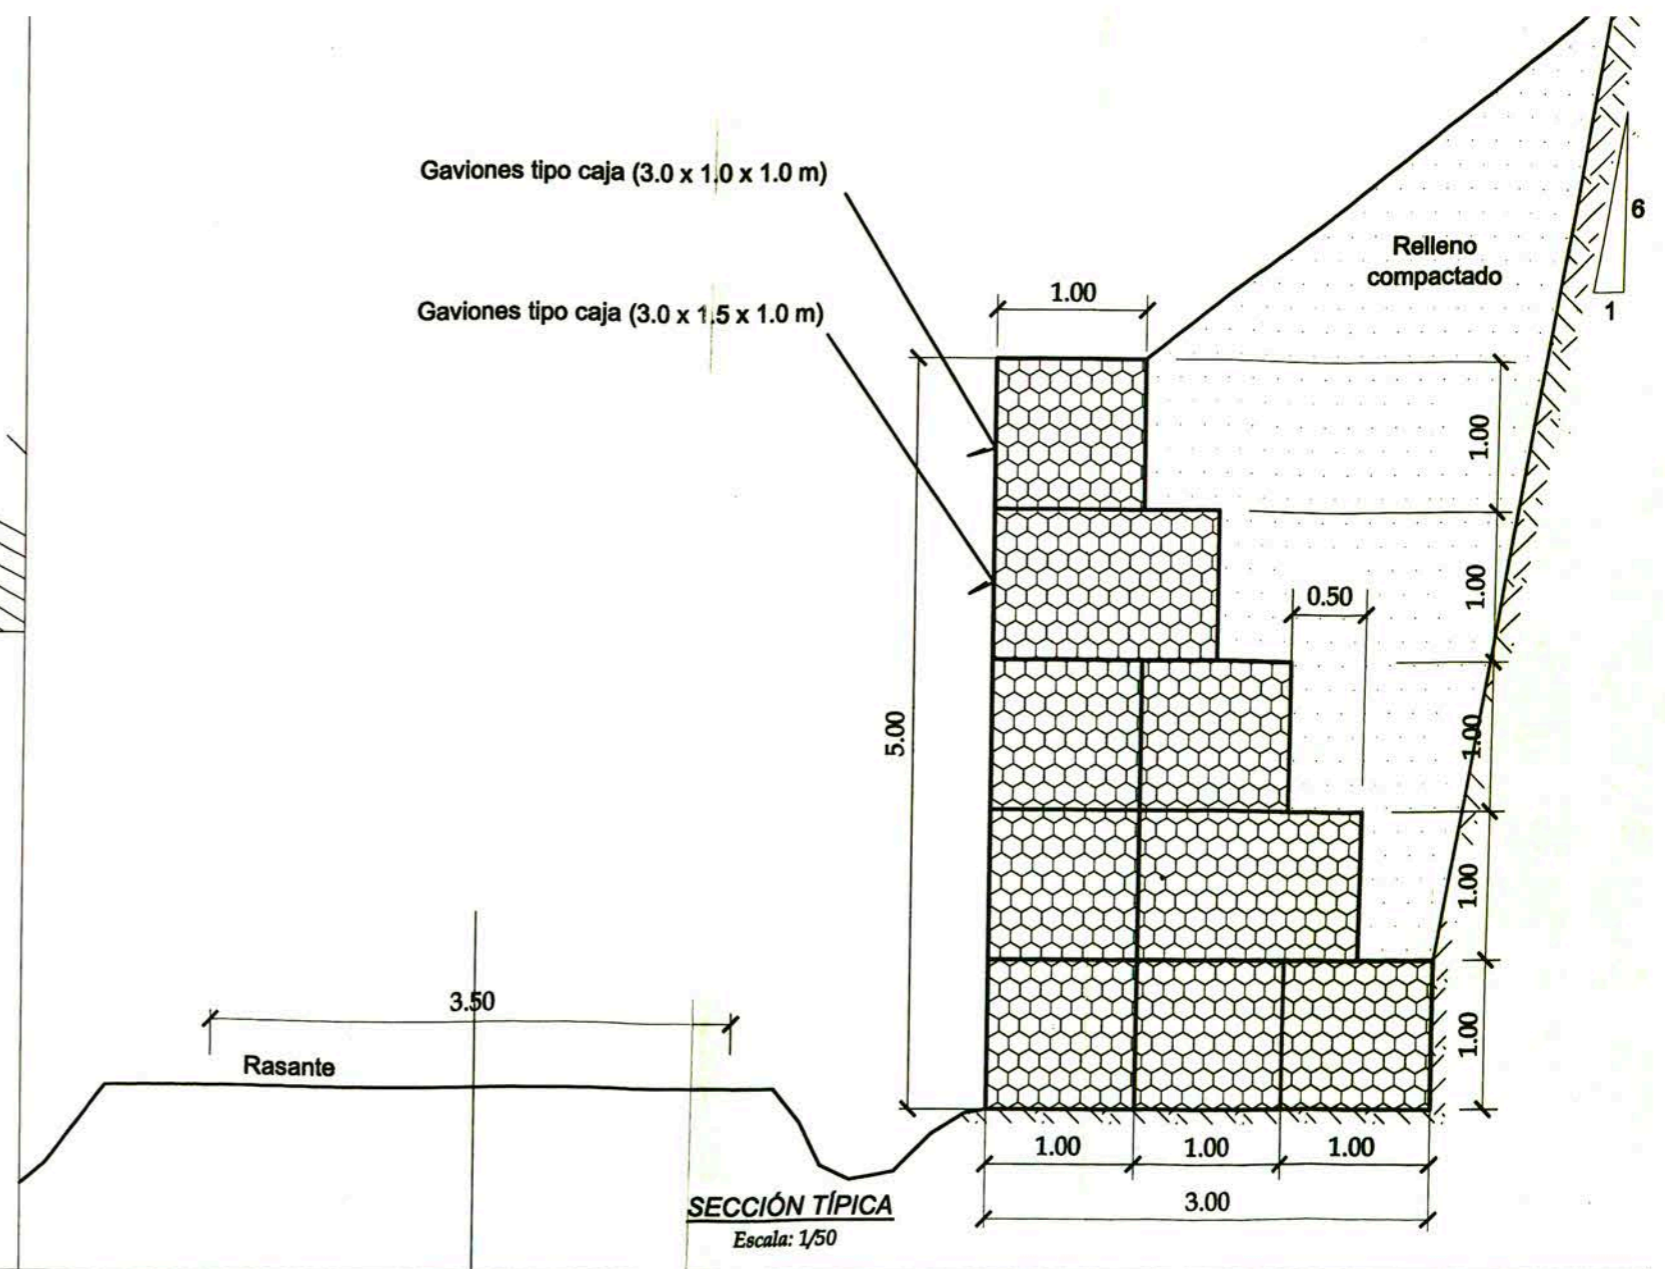 Gaviones tipo caja (3.0 x 1.0 x 1.0 m)
Gaviones tipo caja (3.0 x 1.5 x 1.0 m)
6
1
Relleno
compactado
1.00
1.00
1.00
0.50
1.00
5.00
1.00
1.00
3.50
Rasante
1.00
1.00
1.00
3.00
SECCIÓN TÍPICA
Escala: 1/50